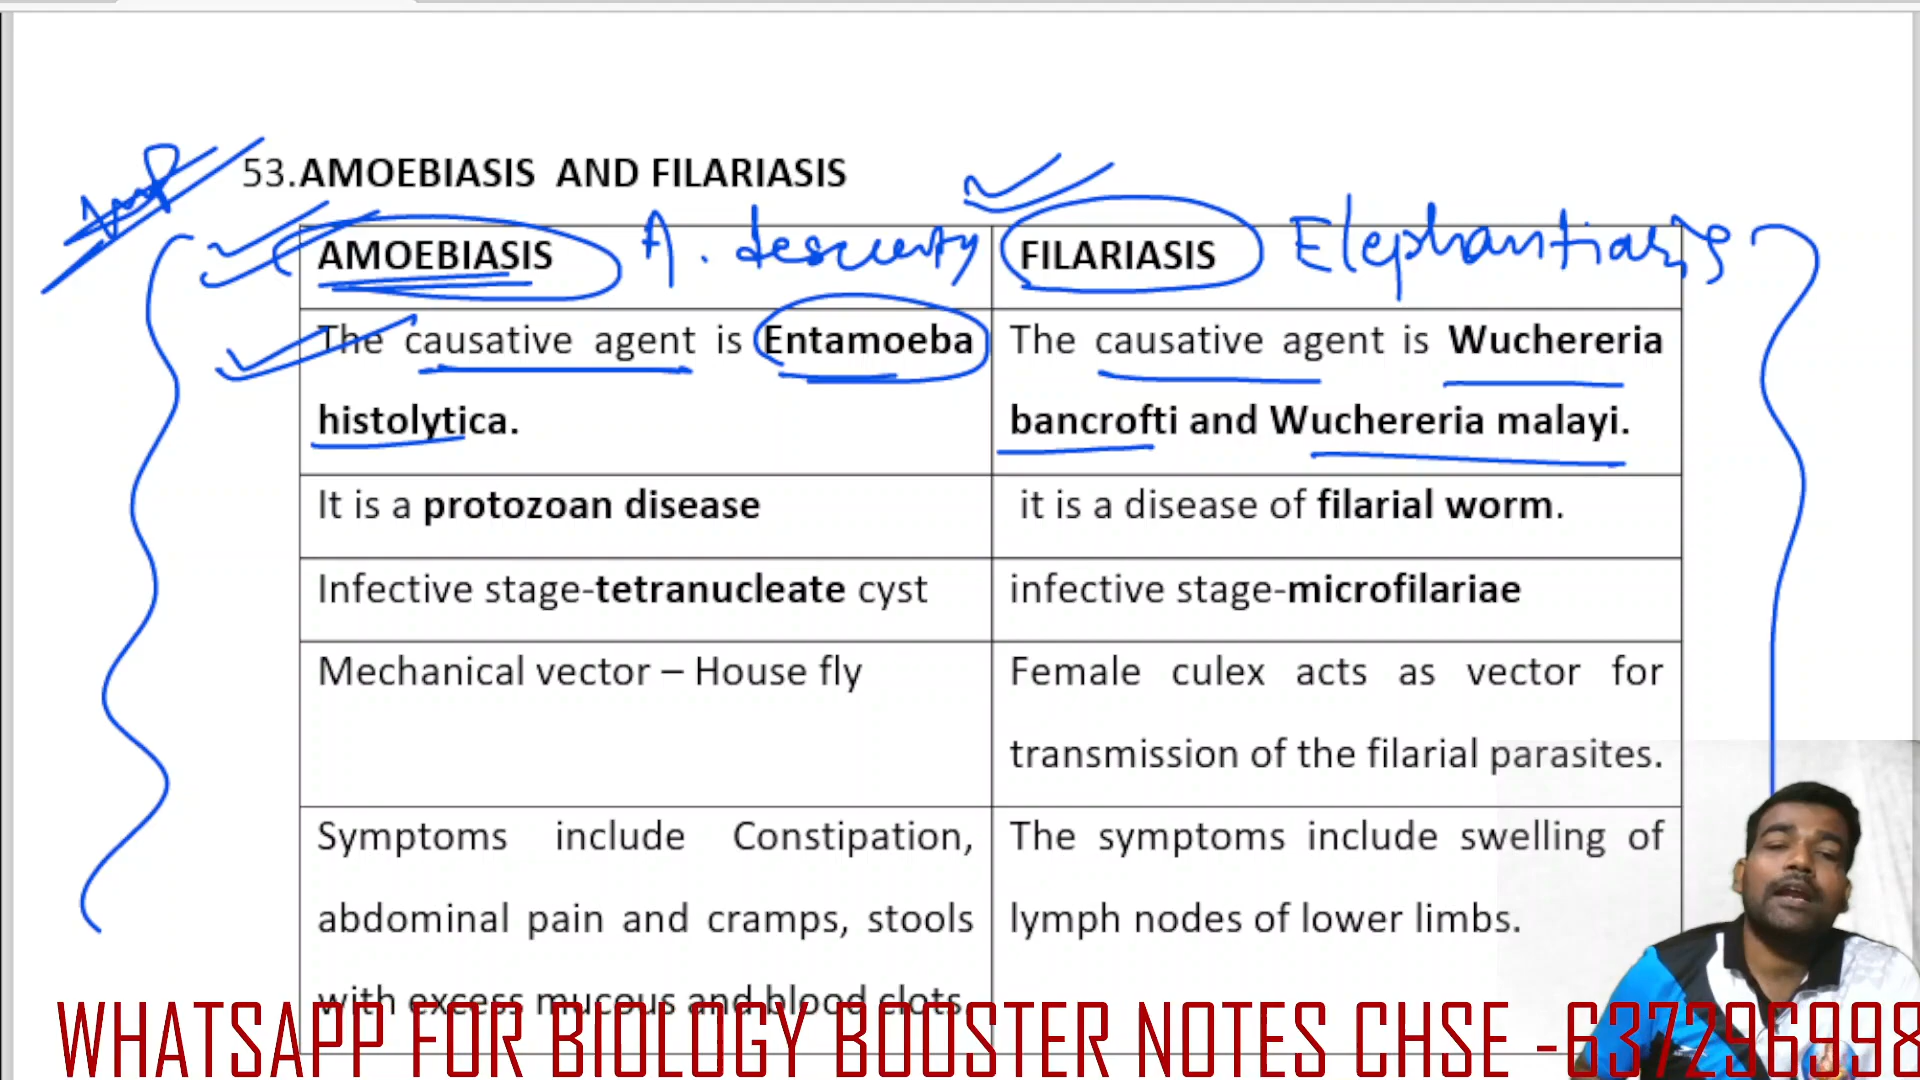 Imp
53.AMOEBIASIS AND FILARIASIS
AMOEBIASIS
A. desentry
FILARIASIS
Elephantiasis
The causative agent is Entamoeba
histolytica.
The causative agent is Wuchereria
bancrofti and Wuchereria malayi.
It is a protozoan disease
it is a disease of filarial worm.
Infective stage-tetranucleate cyst
infective stage-microfilariae
Mechanical vector – House fly
Female culex acts as vector for
transmission of the filarial parasites.
Symptoms include Constipation,
abdominal pain and cramps, stools
with excess mucous and blood clots.
The symptoms include swelling of
lymph nodes of lower limbs.
WHATSAPP FOR BIOLOGY BOOSTER NOTES CHSE -637296998